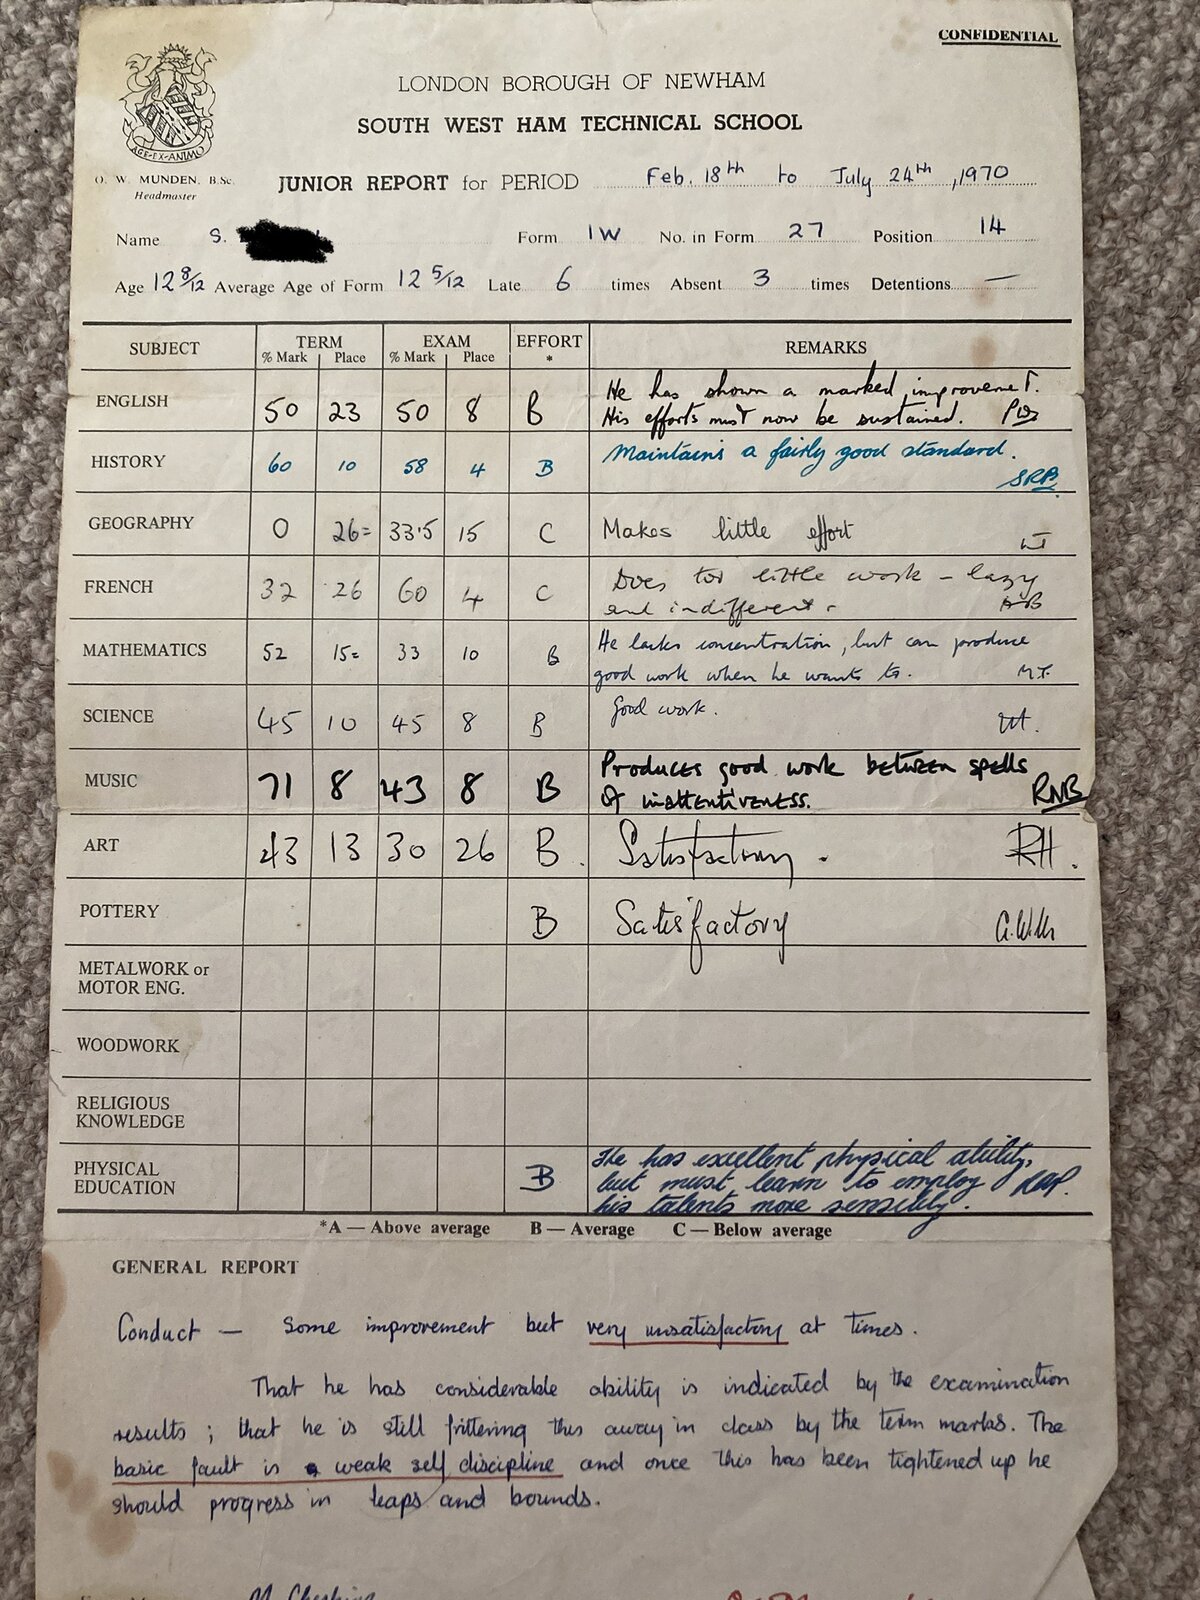 CONFIDENTIAL
AGE·EX·ANIMO
LONDON BOROUGH OF NEWHAM
SOUTH WEST HAM TECHNICAL SCHOOL
O. W. MUNDEN, B.Sc.
Headmaster
JUNIOR REPORT for PERIOD Feb. 18th to July 24th, 1970
Name S. Form 1W No. in Form 27 Position 14
Age 12 8/12 Average Age of Form 12 5/12 Late 6 times Absent 3 times Detentions —
SUBJECT TERM EXAM EFFORT REMARKS
% Mark Place % Mark Place *
ENGLISH 50 23 50 8 B He has shown a marked improvement.
His efforts must now be sustained.
HISTORY 60 10 58 4 B Maintains a fairly good standard.
SRB
GEOGRAPHY 0 26= 33·5 15 C Makes little effort
FRENCH 32 26 60 4 C Does too little work – lazy
and indifferent. AB
MATHEMATICS 52 15= 33 10 B He lacks concentration, but can produce
good work when he wants to.
SCIENCE 45 10 45 8 B Good work.
MUSIC 71 8 43 8 B Produces good work between spells
of inattentiveness. RNB
ART 43 13 30 26 B. Satisfactory. RH.
POTTERY B Satisfactory
METALWORK or
MOTOR ENG.
WOODWORK
RELIGIOUS
KNOWLEDGE
PHYSICAL
EDUCATION B He has excellent physical ability,
but must learn to employ
his talents more sensibly.
*A — Above average B — Average C — Below average
GENERAL REPORT
Conduct — Some improvement but very unsatisfactory at times.
That he has considerable ability is indicated by the examination
results; that he is still frittering this away in class by the term marks. The
basic fault is weak self discipline and once this has been tightened up he
should progress in leaps and bounds.